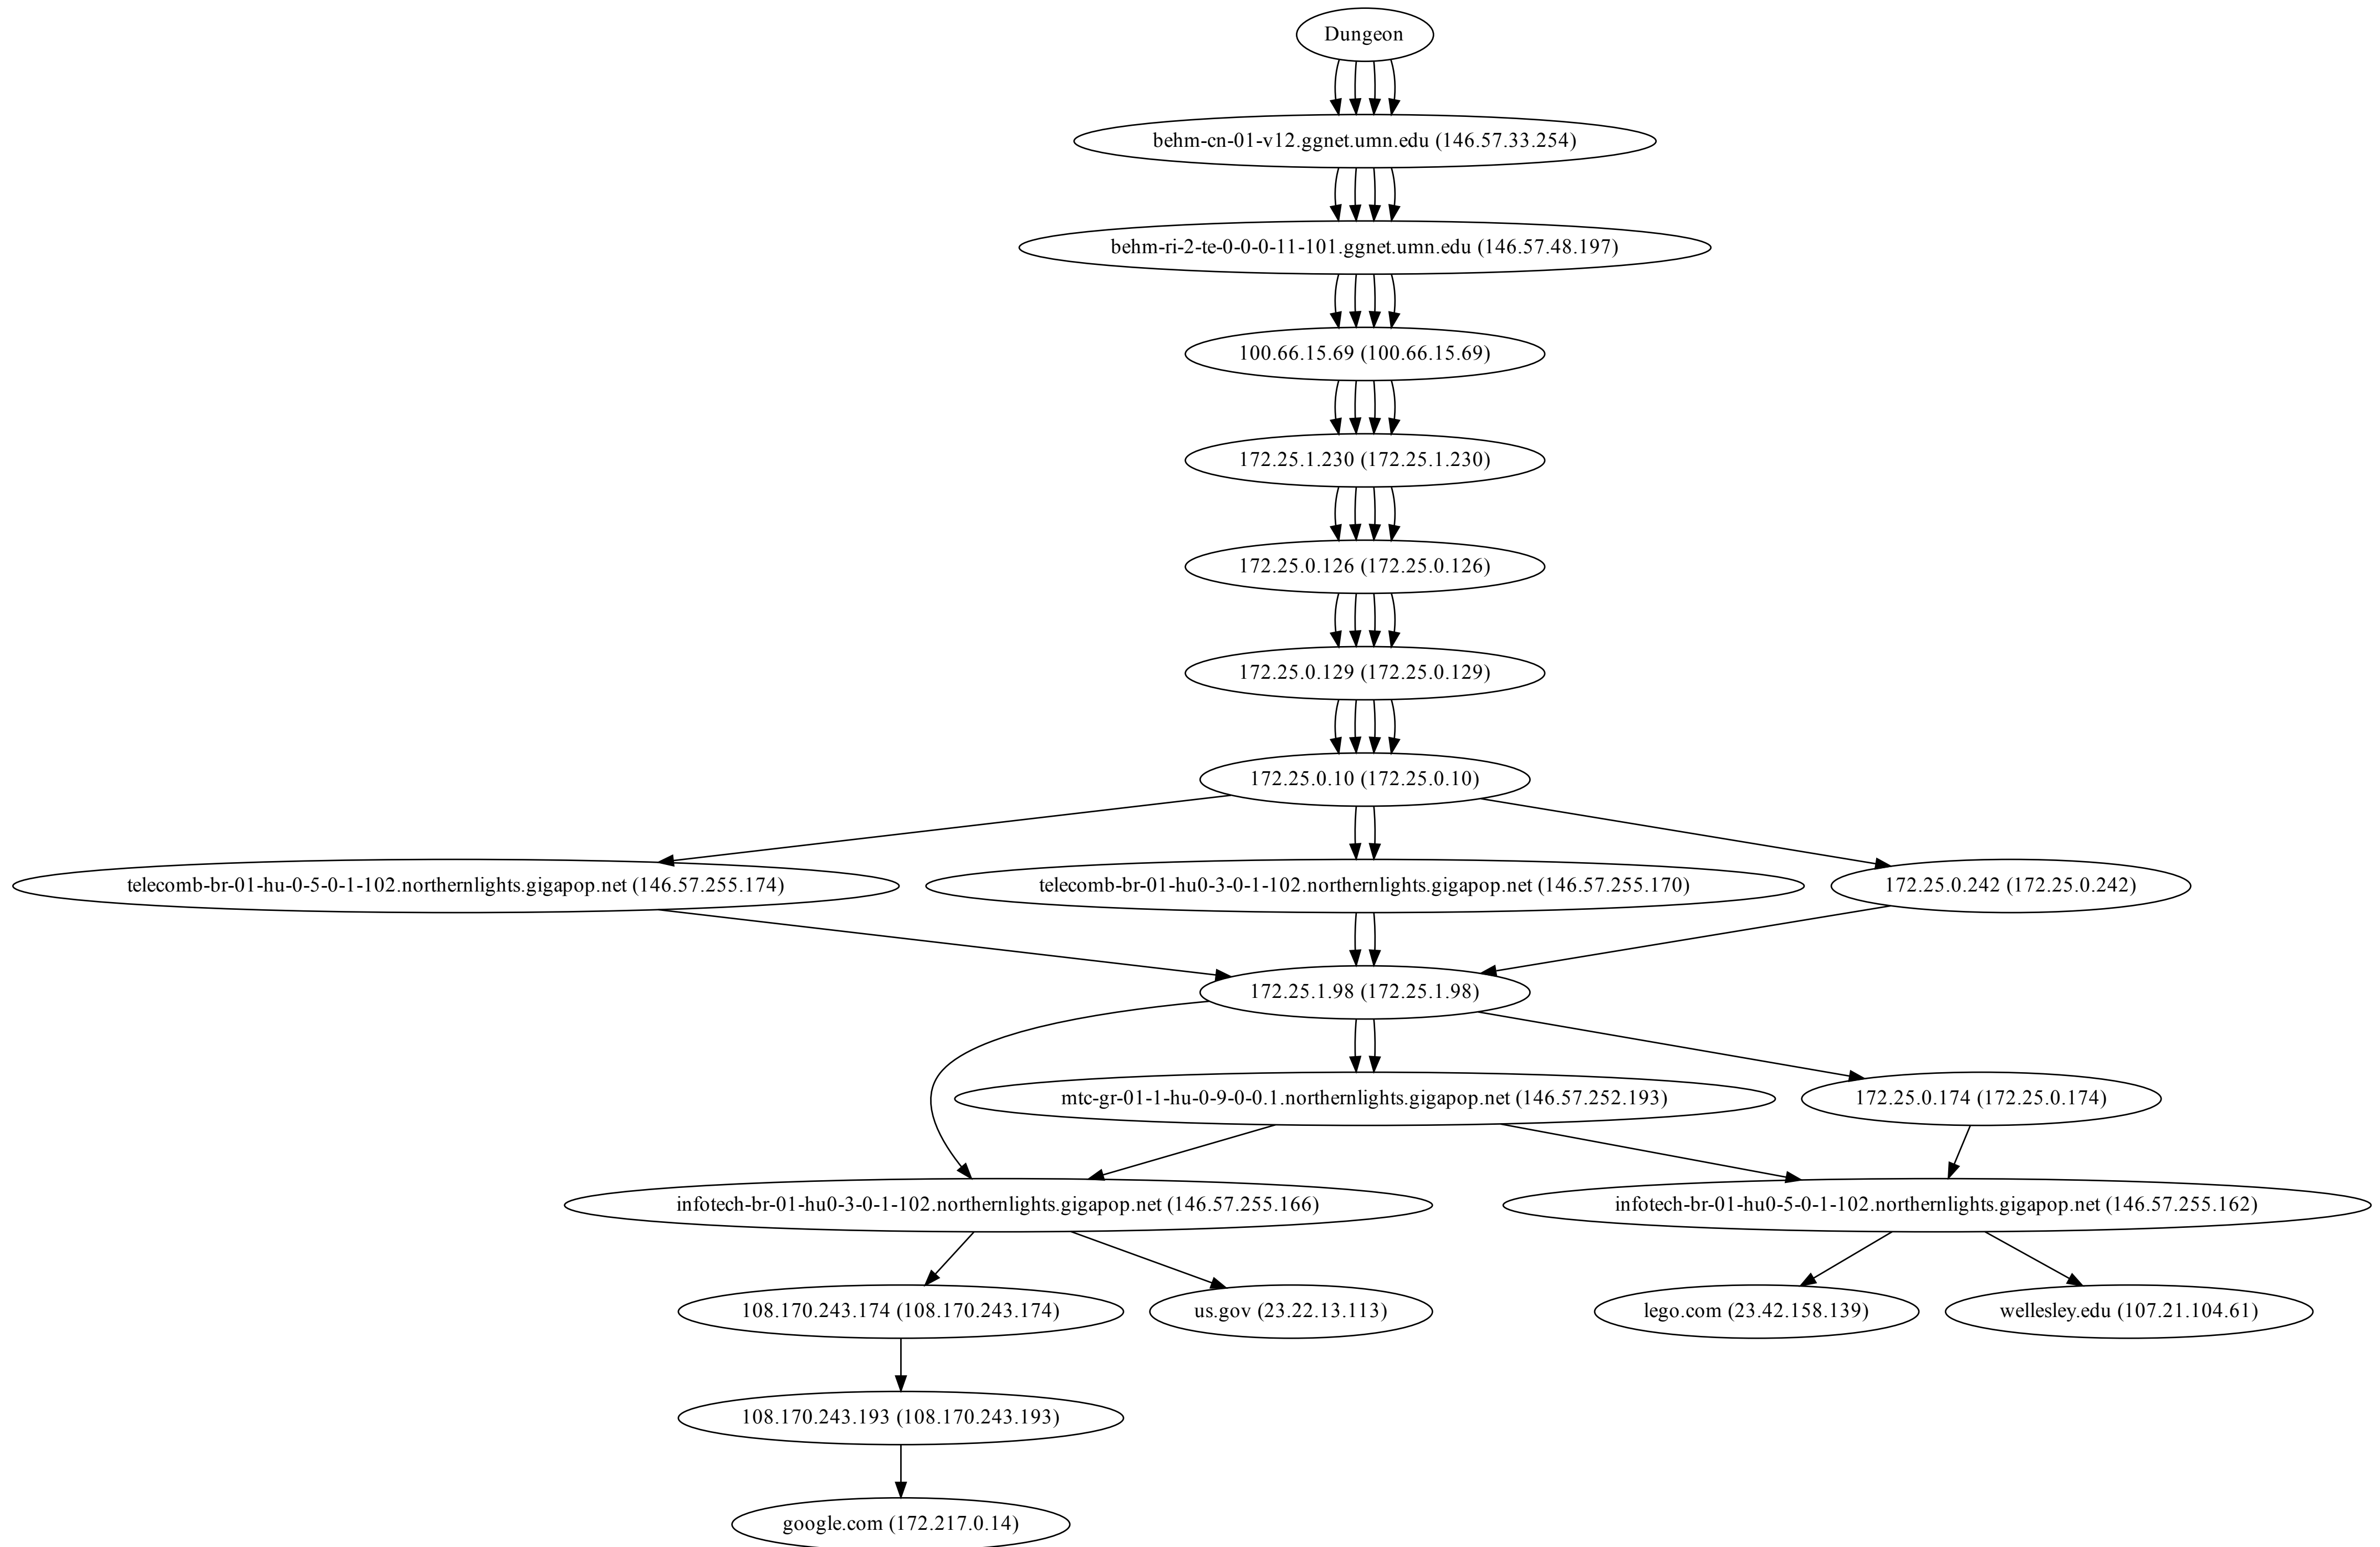 Dungeon
behm-cn-01-v12.ggnet.umn.edu (146.57.33.254)
behm-ri-2-te-0-0-0-11-101.ggnet.umn.edu (146.57.48.197)
100.66.15.69 (100.66.15.69)
172.25.1.230 (172.25.1.230)
172.25.0.126 (172.25.0.126)
172.25.0.129 (172.25.0.129)
172.25.0.10 (172.25.0.10)
telecomb-br-01-hu-0-5-0-1-102.northernlights.gigapop.net (146.57.255.174)
telecomb-br-01-hu0-3-0-1-102.northernlights.gigapop.net (146.57.255.170)
172.25.0.242 (172.25.0.242)
172.25.1.98 (172.25.1.98)
mtc-gr-01-1-hu-0-9-0-0.1.northernlights.gigapop.net (146.57.252.193)
172.25.0.174 (172.25.0.174)
infotech-br-01-hu0-3-0-1-102.northernlights.gigapop.net (146.57.255.166)
infotech-br-01-hu0-5-0-1-102.northernlights.gigapop.net (146.57.255.162)
108.170.243.174 (108.170.243.174)
us.gov (23.22.13.113)
lego.com (23.42.158.139)
wellesley.edu (107.21.104.61)
108.170.243.193 (108.170.243.193)
google.com (172.217.0.14)